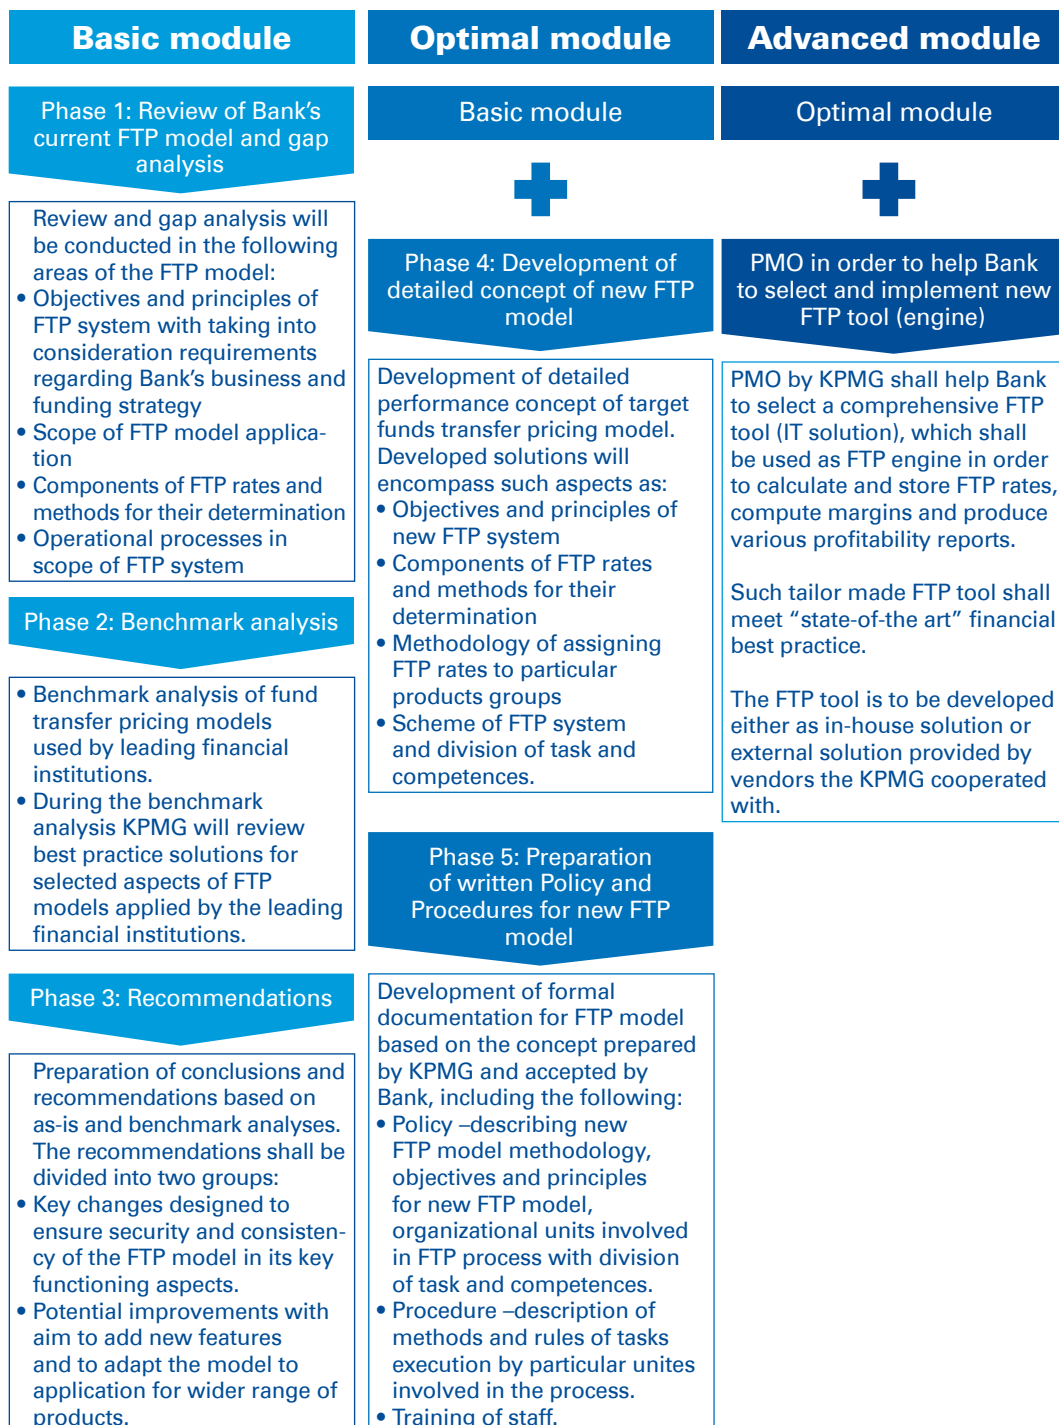 Basic module
Phase 1: Review of Bank's
current FTP model and gap
analysis
Review and gap analysis will
be conducted in the following
areas of the FTP model:
• Objectives and principles of
FTP system with taking into
consideration requirements
regarding Bank's business and
funding strategy
• Scope of FTP model applica-
tion
• Components of FTP rates and
methods for their determination
• Operational processes in
scope of FTP system
Phase 2: Benchmark analysis
• Benchmark analysis of fund
transfer pricing models
used by leading financial
institutions.
• During the benchmark
analysis KPMG will review
best practice solutions for
selected aspects of FTP
models applied by the leading
financial institutions.
Phase 3: Recommendations
Preparation of conclusions and
recommendations based on
as-is and benchmark analyses.
The recommendations shall be
divided into two groups:
• Key changes designed to
ensure security and consisten-
cy of the FTP model in its key
functioning aspects.
• Potential improvements with
aim to add new features
and to adapt the model to
application for wider range of
products.
Optimal module
Basic module
Phase 4: Development of
detailed concept of new FTP
model
Development of detailed
performance concept of target
funds transfer pricing model.
Developed solutions will
encompass such aspects as:
• Objectives and principles of
new FTP system
• Components of FTP rates
and methods for their
determination
• Methodology of assigning
FTP rates to particular
products groups
• Scheme of FTP system
and division of task and
competences.
Phase 5: Preparation
of written Policy and
Procedures for new FTP
model
Development of formal
documentation for FTP model
based on the concept prepared
by KPMG and accepted by
Bank, including the following:
• Policy –describing new
FTP model methodology,
objectives and principles
for new FTP model,
organizational units involved
in FTP process with division
of task and competences.
• Procedure –description of
methods and rules of tasks
execution by particular unites
involved in the process.
• Training of staff.
Advanced module
Optimal module
PMO in order to help Bank
to select and implement new
FTP tool (engine)
PMO by KPMG shall help Bank
to select a comprehensive FTP
tool (IT solution), which shall
be used as FTP engine in order
to calculate and store FTP rates,
compute margins and produce
various profitability reports.
Such tailor made FTP tool shall
meet “state-of-the art” financial
best practice.
The FTP tool is to be developed
either as in-house solution or
external solution provided by
vendors the KPMG cooperated
with.